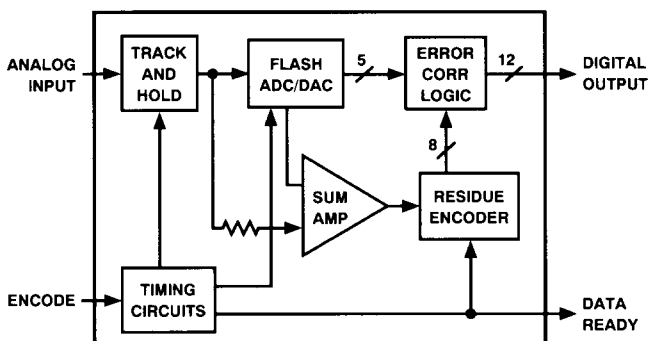 ANALOG
INPUT
TRACK
AND
HOLD
FLASH
ADC/DAC
5
ERROR
CORR
LOGIC
12
DIGITAL
OUTPUT
8
SUM
AMP
RESIDUE
ENCODER
ENCODE
TIMING
CIRCUITS
DATA
READY